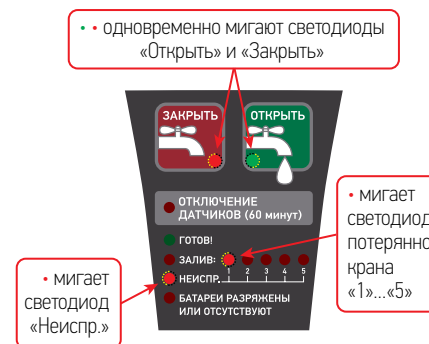 • • одновременно мигают светодиоды
«Открыть» и «Закрыть»
ЗАКРЫТЬ
ОТКРЫТЬ
ОТКЛЮЧЕНИЕ
ДАТЧИКОВ (60 минут)
ГОТОВ!
ЗАЛИВ:
НЕИСПР.
1 2 3 4 5
БАТАРЕИ РАЗРЯЖЕНЫ
ИЛИ ОТСУТСТВУЮТ
• мигает
светодиод
«Неиспр.»
• мигает
светодиод
потерянно
крана
«1»...«5»